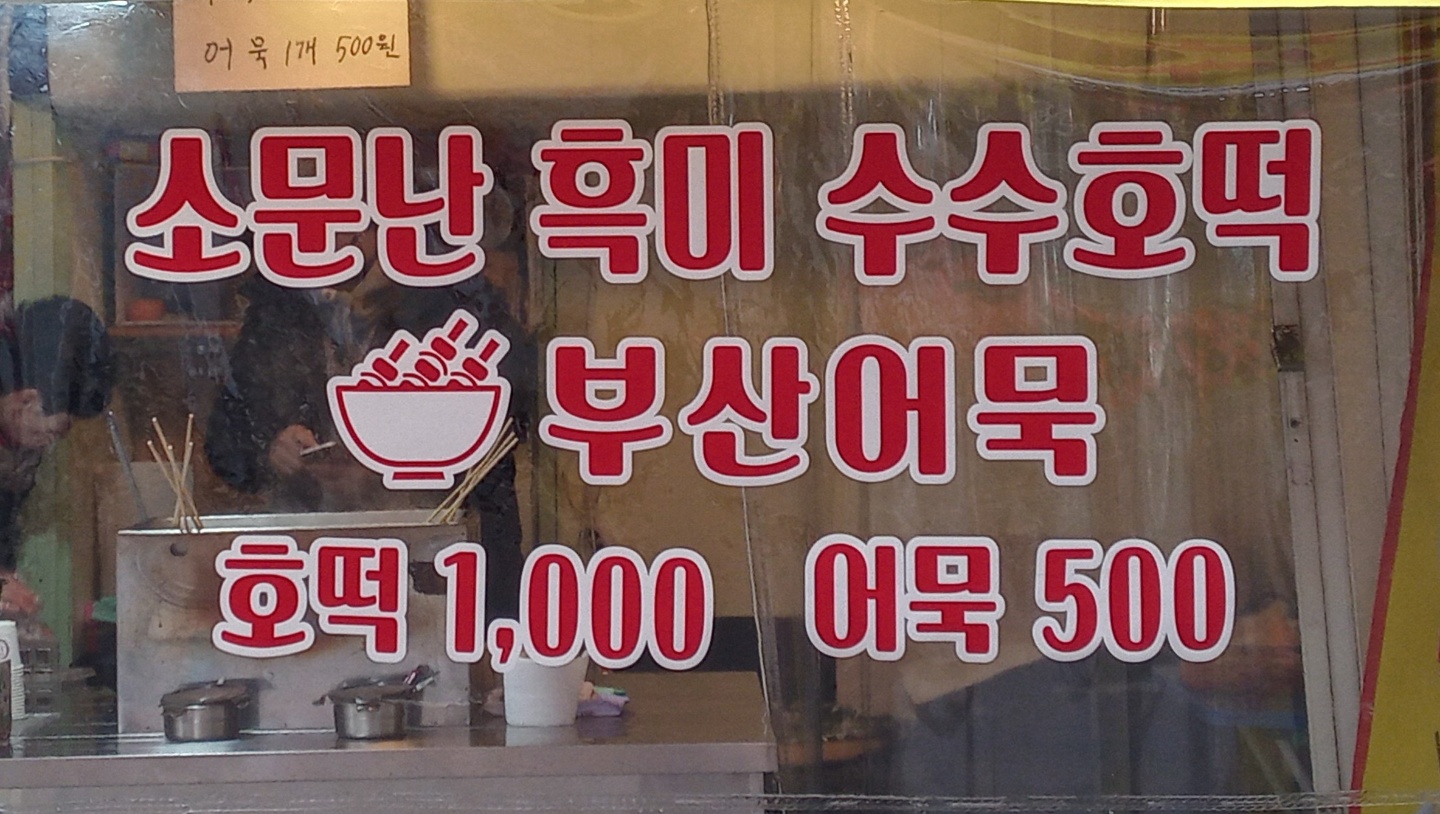 어묵 1개 500원
소문난 흑미 수수호떡
부산어묵
호떡 1,000 어묵 500